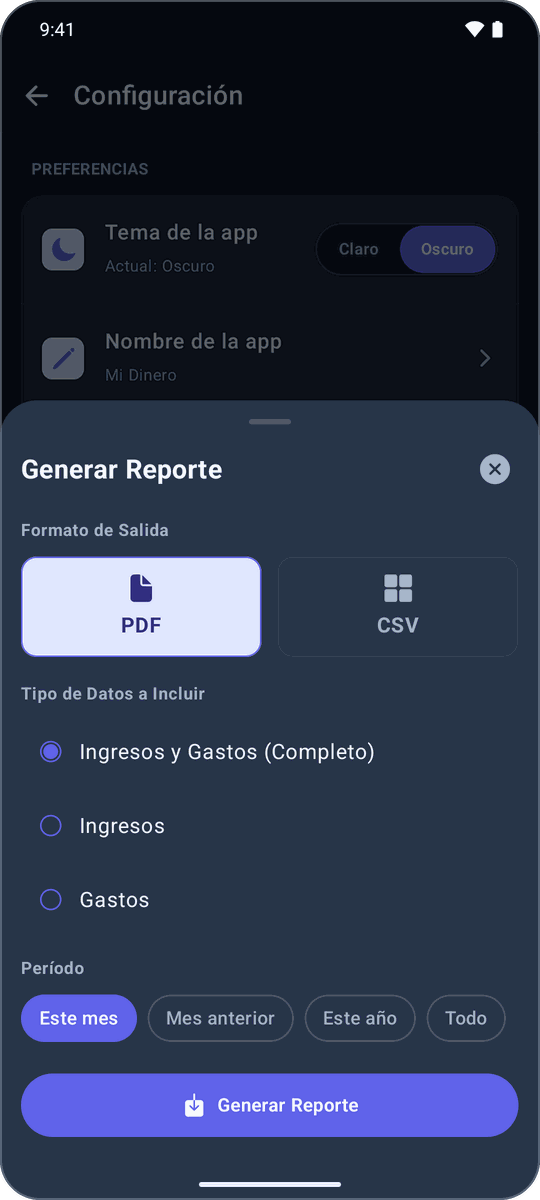 9:41
Configuración
PREFERENCIAS
Tema de la app
Actual: Oscuro
Claro
Oscuro
Nombre de la app
Mi Dinero
Generar Reporte
Formato de Salida
PDF
CSV
Tipo de Datos a Incluir
Ingresos y Gastos (Completo)
Ingresos
Gastos
Período
Este mes
Mes anterior
Este año
Todo
Generar Reporte